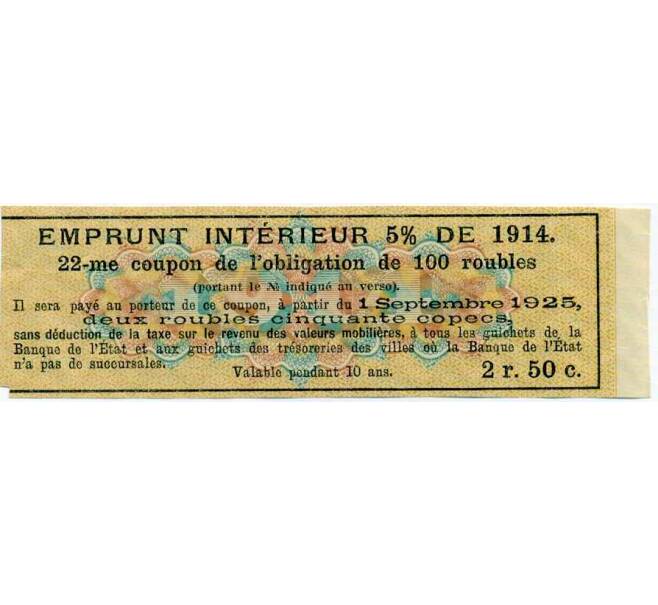 EMPRUNT INTÉRIEUR 5% DE 1914.
22-me coupon de l'obligation de 100 roubles
(portant le № indiqué au verso).
Il sera payé au porteur de ce coupon, à partir du 1 Septembre 1925,
deux roubles cinquante copecs,
sans déduction de la taxe sur le revenu des valeurs mobilières, à tous les guichets de la
Banque de l'État et aux guichets des trésoreries des villes où la Banque de l'État
n'a pas de succursales.
Valable pendant 10 ans.
2 r. 50 c.